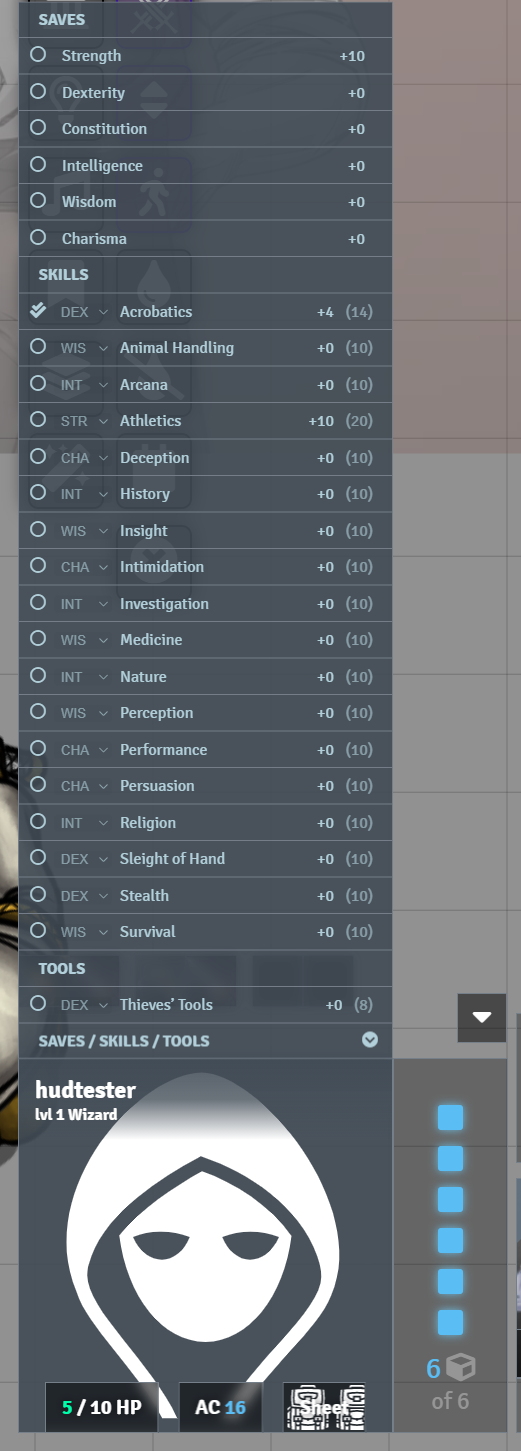 SAVES
Strength +10
Dexterity +0
Constitution +0
Intelligence +0
Wisdom +0
Charisma +0
SKILLS
DEX Acrobatics +4 (14)
WIS Animal Handling +0 (10)
INT Arcana +0 (10)
STR Athletics +10 (20)
CHA Deception +0 (10)
INT History +0 (10)
WIS Insight +0 (10)
CHA Intimidation +0 (10)
INT Investigation +0 (10)
WIS Medicine +0 (10)
INT Nature +0 (10)
WIS Perception +0 (10)
CHA Performance +0 (10)
CHA Persuasion +0 (10)
INT Religion +0 (10)
DEX Sleight of Hand +0 (10)
DEX Stealth +0 (10)
WIS Survival +0 (10)
TOOLS
DEX Thieves’ Tools +0 (8)
SAVES / SKILLS / TOOLS
hudtester
lvl 1 Wizard
5 / 10 HP
AC 16
Sheet
6
of 6